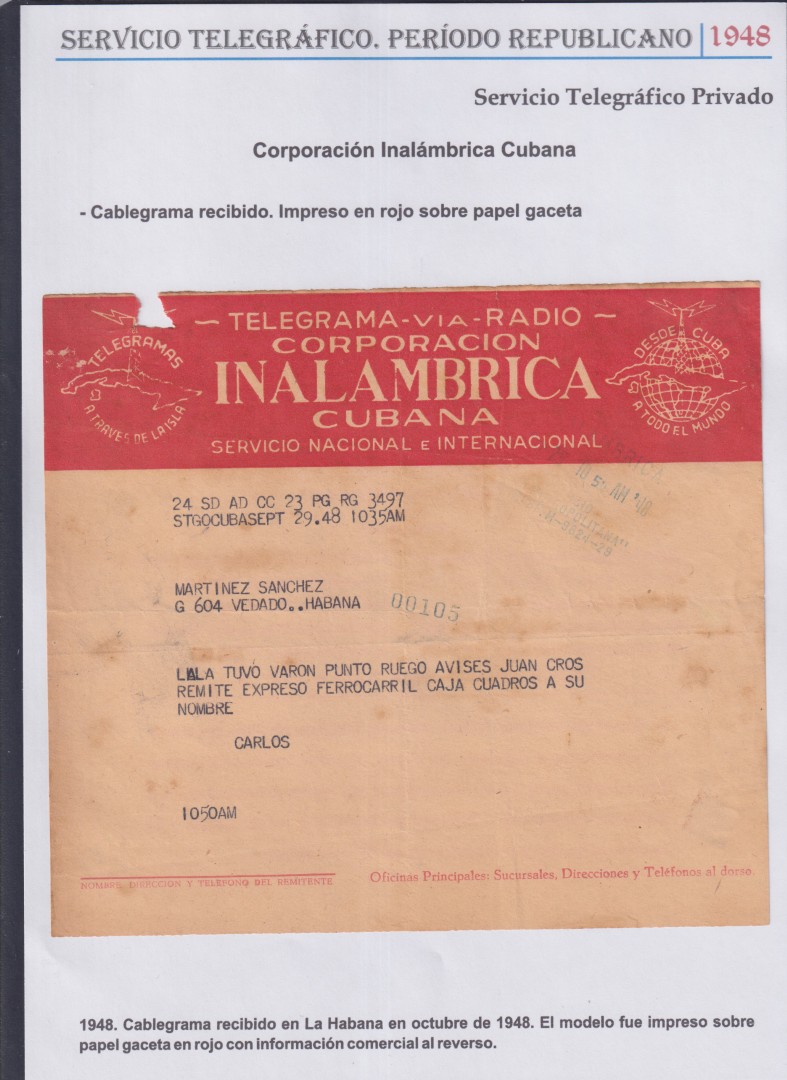 SERVICIO TELEGRÁFICO. PERÍODO REPUBLICANO | 1948
Servicio Telegráfico Privado
Corporación Inalámbrica Cubana
- Cablegrama recibido. Impreso en rojo sobre papel gaceta
~ TELEGRAMA - VIA - RADIO ~
CORPORACION
INALAMBRICA
CUBANA
SERVICIO NACIONAL E INTERNACIONAL
TELEGRAMAS
A TRAVES DE LA ISLA
DESDE CUBA
A TODO EL MUNDO
AM '48
24 SD AD CC 23 PG RG 3497
STGOCUBASEPT 29.48 1035AM
MARTINEZ SANCHEZ
G 604 VEDADO..HABANA
00105
LALA TUVO VARON PUNTO RUEGO AVISES JUAN CROS
REMITE EXPRESO FERROCARRIL CAJA CUADROS A SU
NOMBRE
CARLOS
1050AM
NOMBRE, DIRECCION Y TELEFONO DEL REMITENTE
Oficinas Principales: Sucursales, Direcciones y Teléfonos al dorso.
1948. Cablegrama recibido en La Habana en octubre de 1948. El modelo fue impreso sobre
papel gaceta en rojo con información comercial al reverso.